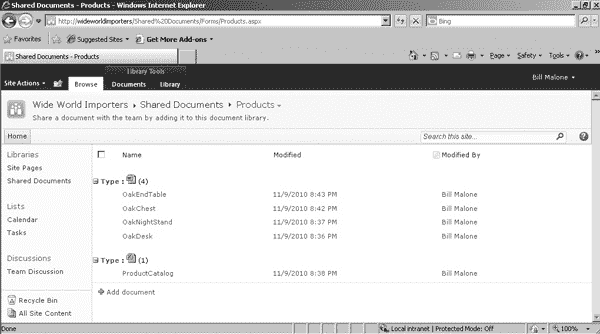 Shared Documents - Products - Windows Internet Explorer
http://wideworldimporters/Shared%20Documents/Forms/Products.aspx
Bing
Favorites Suggested Sites Get More Add-ons
Shared Documents - Products
Page Safety Tools
Library Tools
Bill Malone
Site Actions Browse Documents Library
Wide World Importers Shared Documents Products
Share a document with the team by adding it to this document library.
Home
Search this site...
Libraries
Site Pages
Shared Documents
Lists
Calendar
Tasks
Discussions
Team Discussion
Recycle Bin
All Site Content
Name Modified Modified By
Type : (4)
OakEndTable 11/9/2010 8:43 PM Bill Malone
OakChest 11/9/2010 8:42 PM Bill Malone
OakNightStand 11/9/2010 8:37 PM Bill Malone
OakDesk 11/9/2010 8:36 PM Bill Malone
Type : (1)
ProductCatalog 11/9/2010 8:38 PM Bill Malone
Add document
Done
Local intranet | Protected Mode: Off
100%